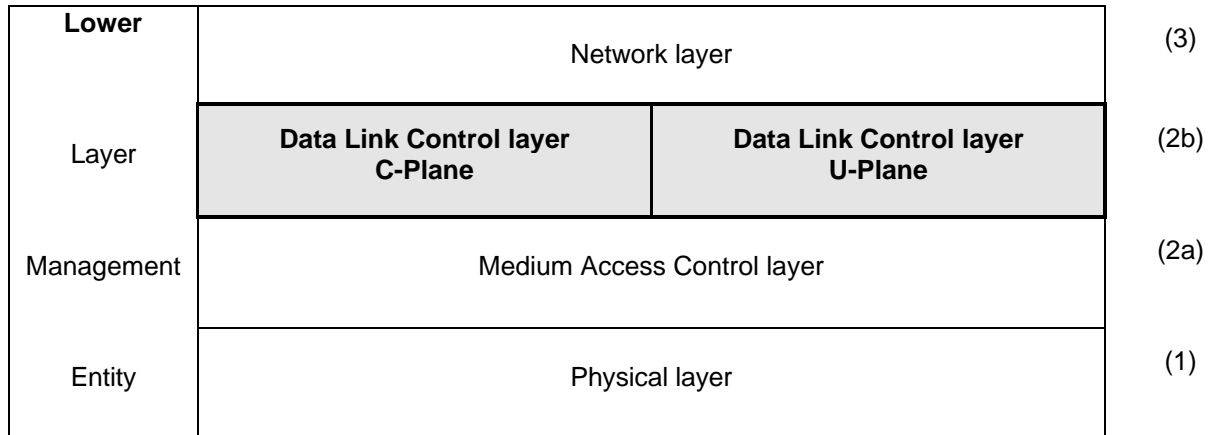 Lower
Network layer
(3)
Layer
Data Link Control layer
C-Plane
Data Link Control layer
U-Plane
(2b)
Management
Medium Access Control layer
(2a)
Entity
Physical layer
(1)